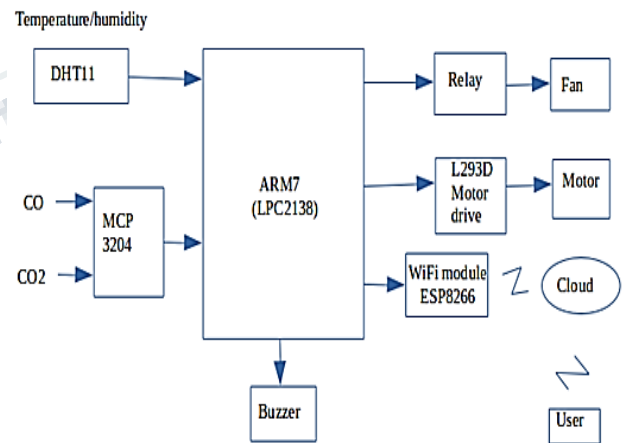 Temperature/humidity
DHT11
CO
CO2
MCP
3204
ARM7
(LPC2138)
Relay
Fan
L293D
Motor
drive
Motor
WiFi module
ESP8266
Cloud
Buzzer
User